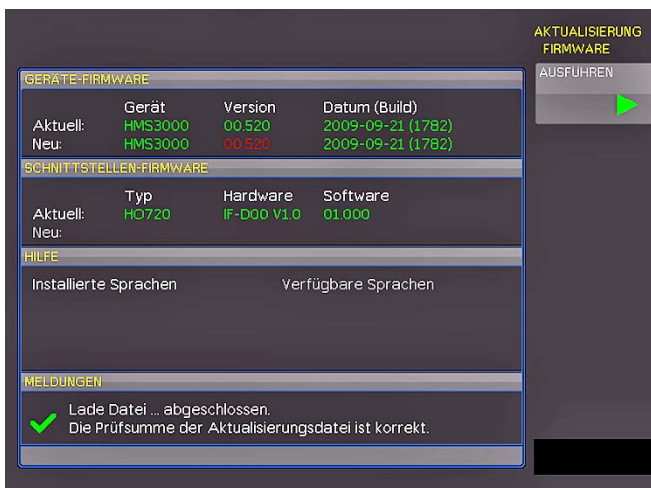 AKTUALISIERUNG
FIRMWARE
AUSFÜHREN
GERÄTE-FIRMWARE
Gerät Version Datum (Build)
Aktuell: HMS3000 00.520 2009-09-21 (1782)
Neu: HMS3000 00.520 2009-09-21 (1782)
SCHNITTSTELLEN-FIRMWARE
Typ Hardware Software
Aktuell: HO720 IF-D00 V1.0 01.000
Neu:
HILFE
Installierte Sprachen Verfügbare Sprachen
MELDUNGEN
Lade Datei ... abgeschlossen.
Die Prüfsumme der Aktualisierungsdatei ist korrekt.